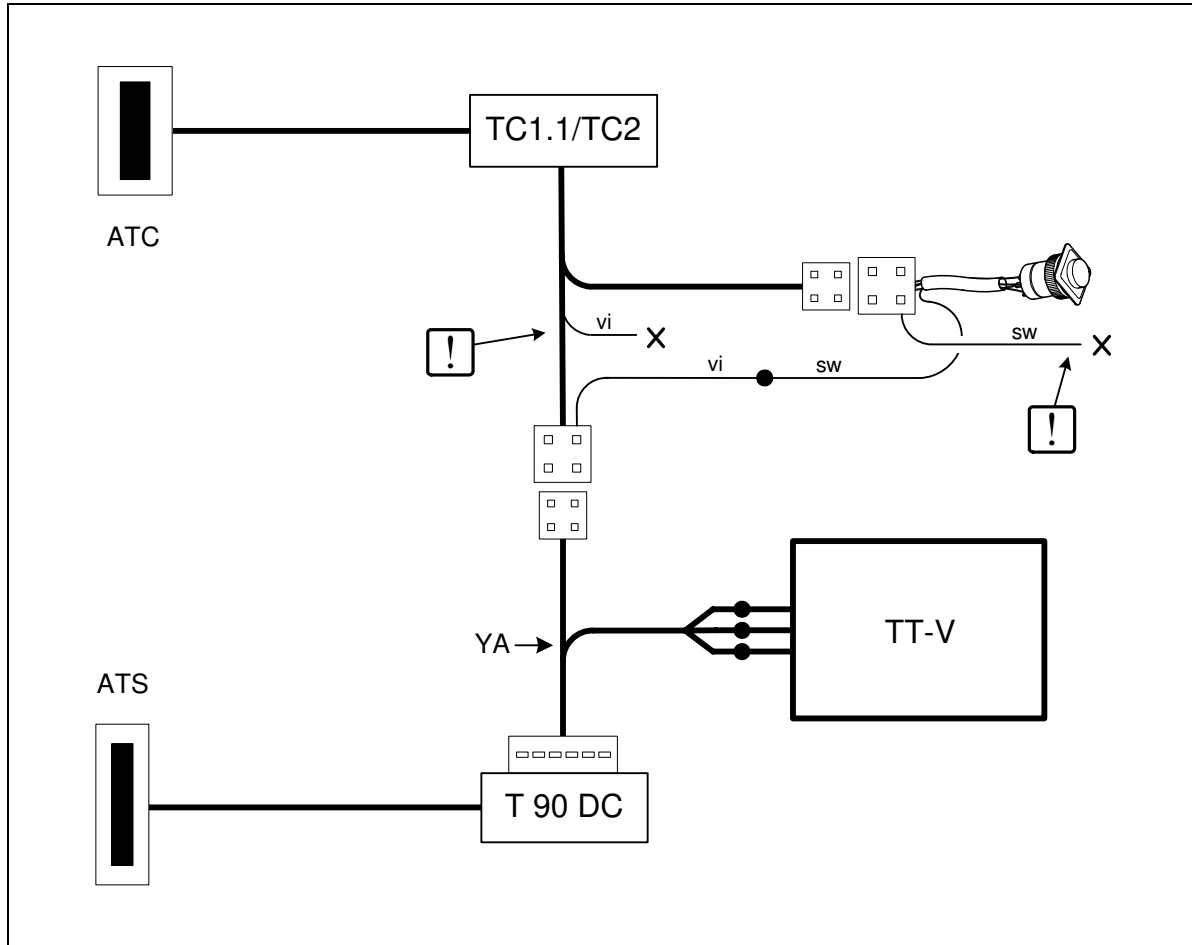 TC1.1/TC2
ATC
vi
X
sw
X
!
vi
sw
!
TT-V
YA
ATS
T 90 DC